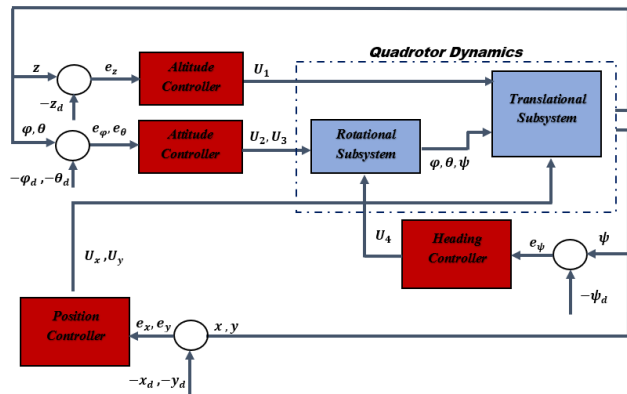 Quadrotor Dynamics
z
e_z
Altitude
Controller
U_1
−z_d
φ, θ
e_φ, e_θ
Attitude
Controller
U_2, U_3
−φ_d, −θ_d
Rotational
Subsystem
φ, θ, ψ
Translational
Subsystem
U_4
Heading
Controller
e_ψ
ψ
−ψ_d
U_x, U_y
Position
Controller
e_x, e_y
x, y
−x_d, −y_d